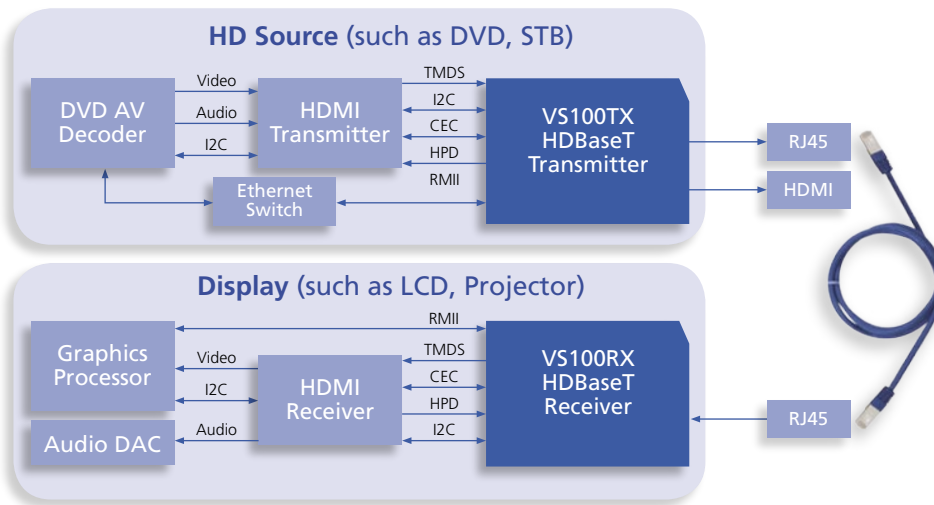 HD Source (such as DVD, STB)
DVD AV
Decoder
Video
Audio
I2C
HDMI
Transmitter
TMDS
I2C
CEC
HPD
RMII
Ethernet
Switch
VS100TX
HDBaseT
Transmitter
RJ45
HDMI
Display (such as LCD, Projector)
Graphics
Processor
Audio DAC
Video
I2C
Audio
HDMI
Receiver
RMII
TMDS
CEC
HPD
I2C
VS100RX
HDBaseT
Receiver
RJ45